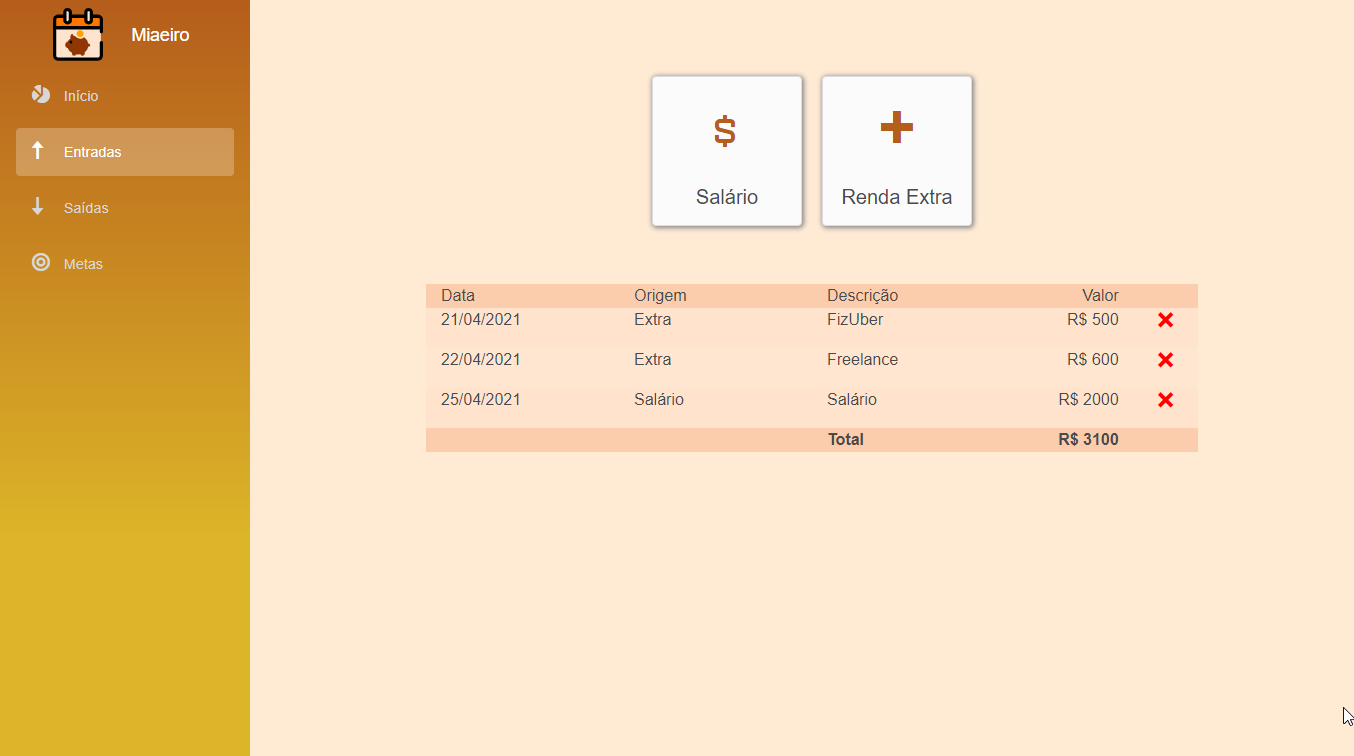 Miaeiro
Início
Entradas
Saídas
Metas
$
Salário
Renda Extra
Data Origem Descrição Valor
21/04/2021 Extra FizUber R$ 500
22/04/2021 Extra Freelance R$ 600
25/04/2021 Salário Salário R$ 2000
Total R$ 3100